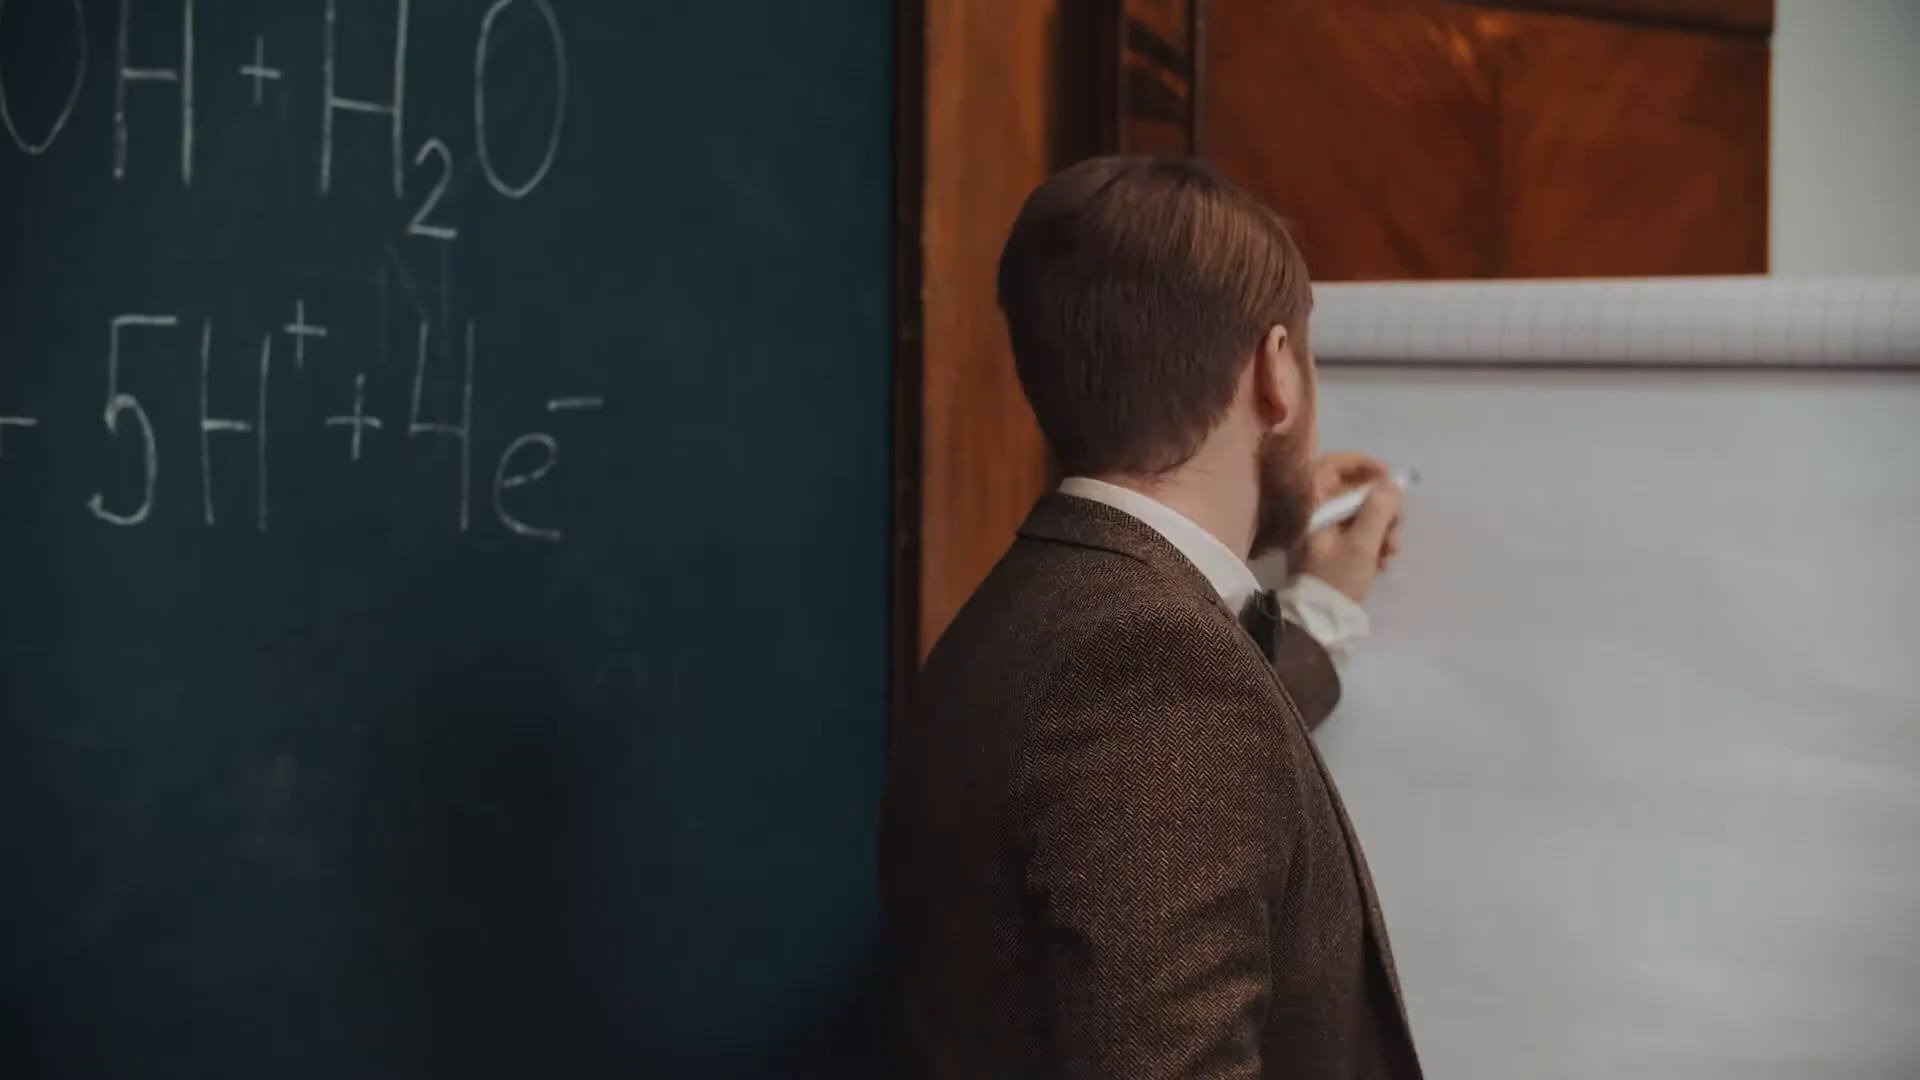 OH + H₂O
+ 5H⁺ + 4e⁻